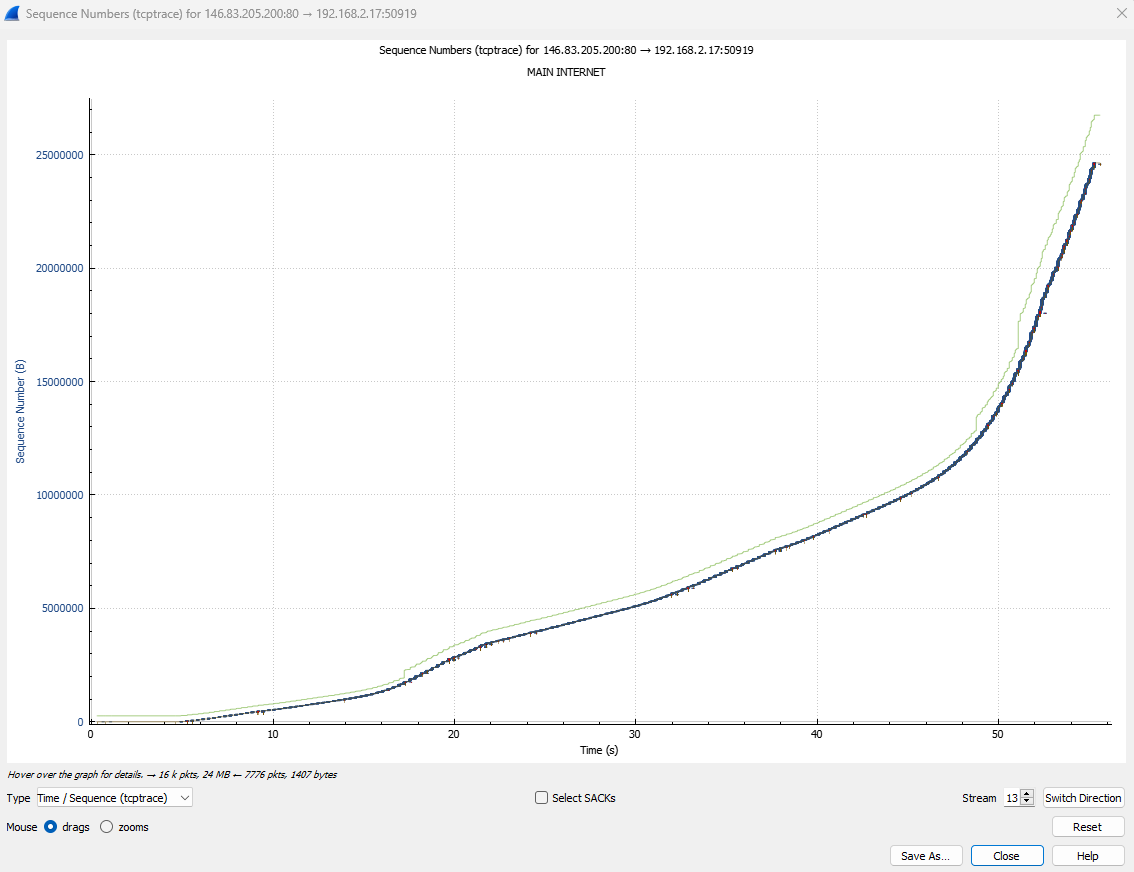 Sequence Numbers (tcptrace) for 146.83.205.200:80 → 192.168.2.17:50919
Sequence Numbers (tcptrace) for 146.83.205.200:80 → 192.168.2.17:50919
MAIN INTERNET
25000000
20000000
15000000
10000000
5000000
0
Sequence Number (B)
0 10 20 30 40 50
Time (s)
Hover over the graph for details. → 16 k pkts, 24 MB ← 7776 pkts, 1407 bytes
Type Time / Sequence (tcptrace) Select SACKs Stream 13 Switch Direction
Mouse drags zooms Reset
Save As... Close Help